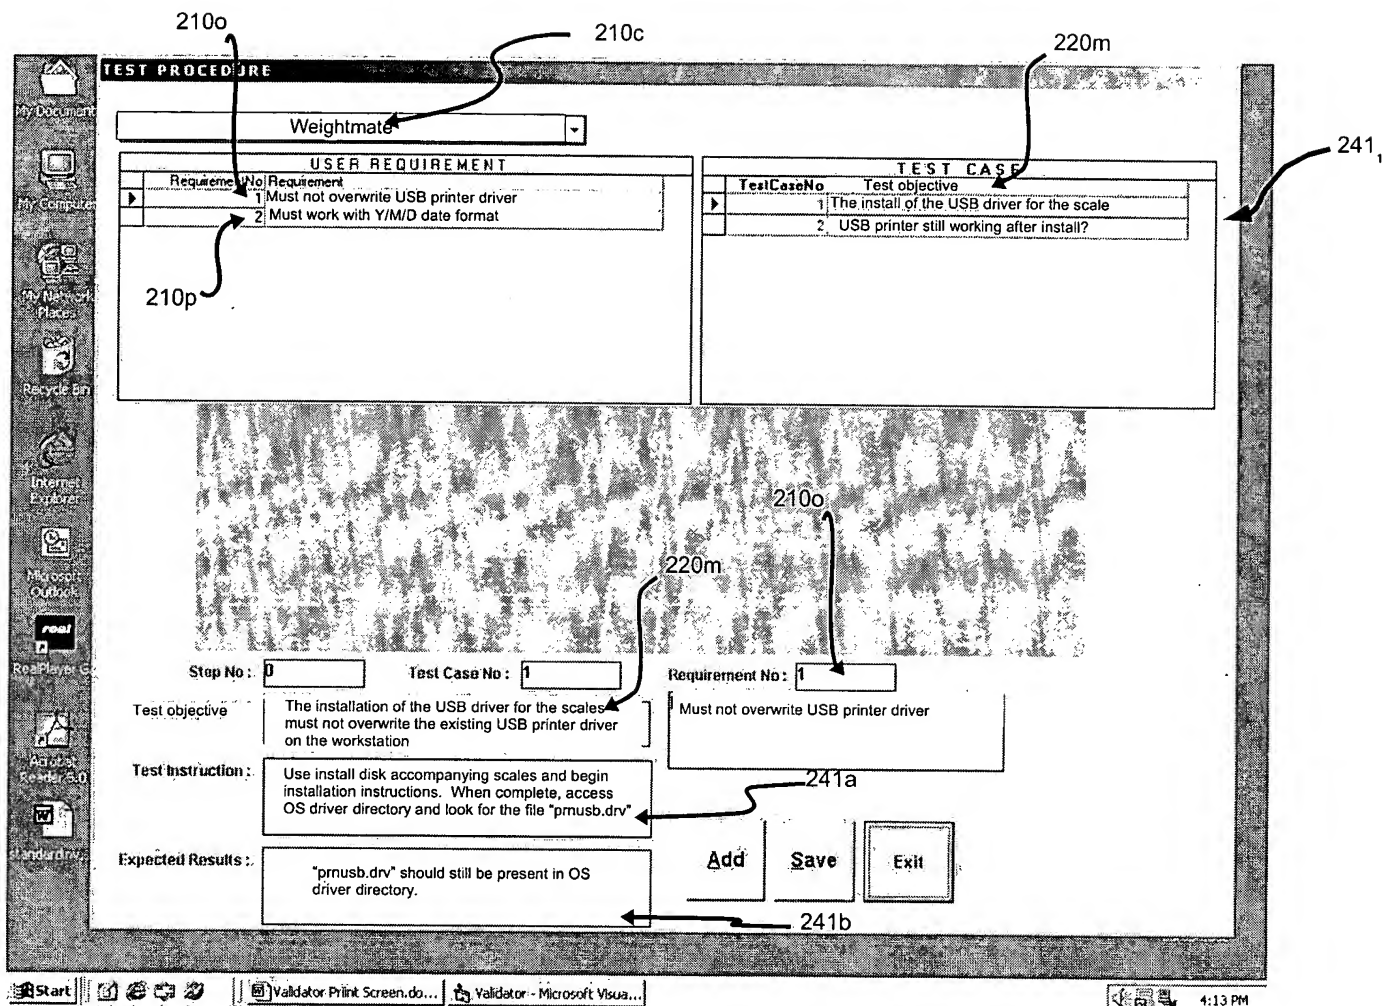 210o
210c
220m
TEST PROCEDURE
My Document
Weightmate
241,
USER REQUIREMENT
TEST CASE
RequirementNo Requirement
TestCaseNo Test objective
1 Must not overwrite USB printer driver
1 The install of the USB driver for the scale
My Computer
2 Must work with Y/M/D date format
2 USB printer still working after install?
210p
My Network
Places
Recycle Bin
Internet
Explorer
210o
Microsoft
Outlook
220m
real
RealPlayer G
Step No: 0
Test Case No: 1
Requirement No: 1
Test objective
The installation of the USB driver for the scales
must not overwrite the existing USB printer driver
on the workstation
Must not overwrite USB printer driver
Acrobat
Reader 5.0
Test Instruction:
Use install disk accompanying scales and begin
installation instructions. When complete, access
OS driver directory and look for the file "prnusb.drv"
241a
Expected Results:
"prnusb.drv" should still be present in OS
driver directory.
Add
Save
Exit
241b
Start
Validator Print Screen.do...
Validator - Microsoft Visua...
4:13 PM